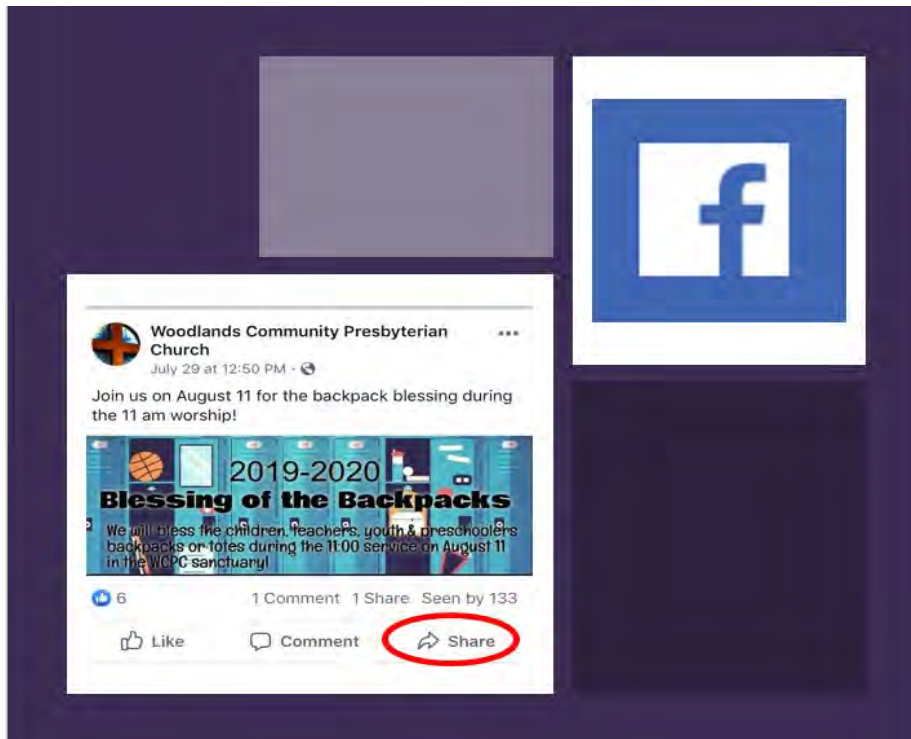 f
Woodlands Community Presbyterian
Church
July 29 at 12:50 PM ·
Join us on August 11 for the backpack blessing during
the 11 am worship!
2019-2020
Blessing of the Backpacks
We will bless the children, teachers, youth & preschoolers
backpacks or totes during the 11:00 service on August 11
in the WCPC sanctuary!
6 1 Comment 1 Share Seen by 133
Like Comment Share